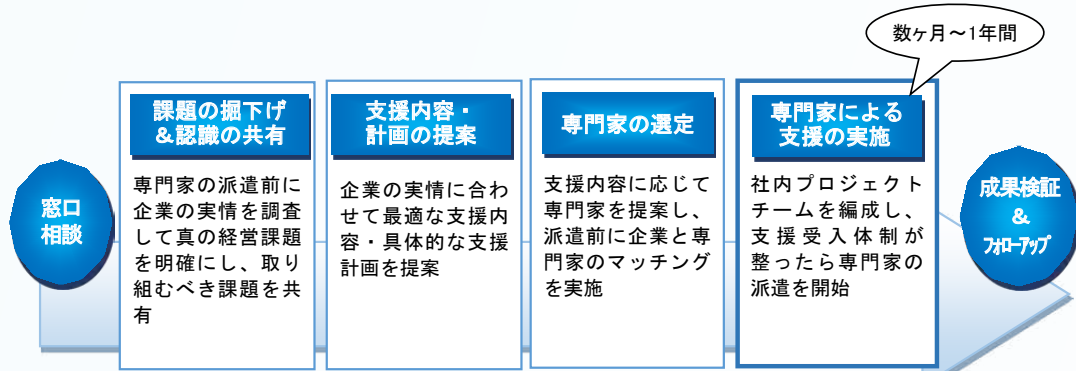 数ヶ月～1年間
窓口
相談
課題の掘下げ
＆認識の共有
専門家の派遣前に
企業の実情を調査
して真の経営課題
を明確にし、取り
組むべき課題を共
有
支援内容・
計画の提案
企業の実情に合わ
せて最適な支援内
容・具体的な支援
計画を提案
専門家の選定
支援内容に応じて
専門家を提案し、
派遣前に企業と専
門家のマッチング
を実施
専門家による
支援の実施
社内プロジェクト
チームを編成し、
支援受入体制が
整ったら専門家の
派遣を開始
成果検証
＆
フォローアップ